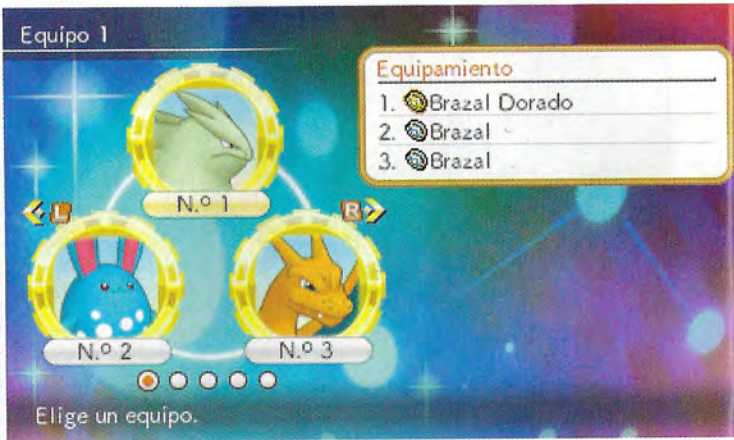 Equipo 1
Equipamiento
1. Brazal Dorado
2. Brazal
3. Brazal
N.º 1
L
R
N.º 2
N.º 3
Elige un equipo.